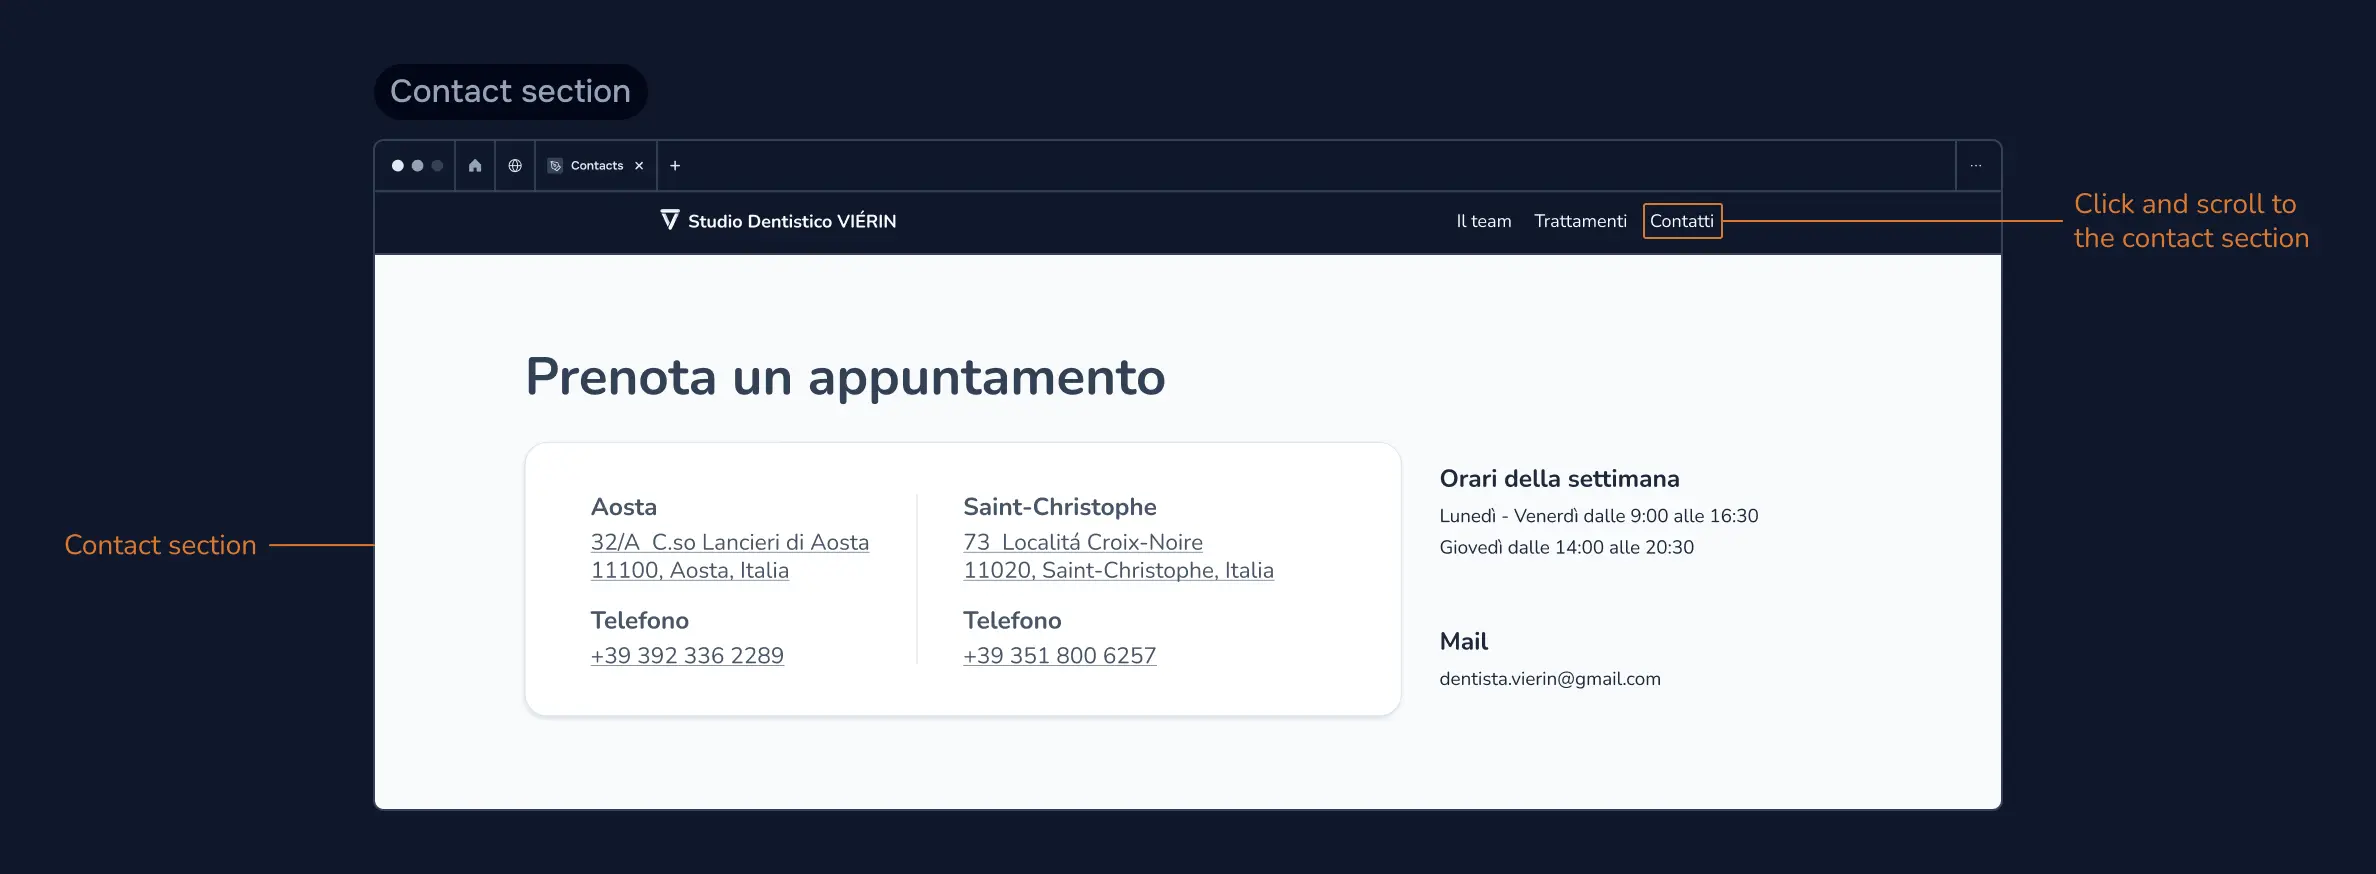 Contact section
Contacts
Studio Dentistico VIÉRIN
Il team
Trattamenti
Contatti
Click and scroll to
the contact section
Prenota un appuntamento
Contact section
Aosta
32/A C.so Lancieri di Aosta
11100, Aosta, Italia
Telefono
+39 392 336 2289
Saint-Christophe
73 Localitá Croix-Noire
11020, Saint-Christophe, Italia
Telefono
+39 351 800 6257
Orari della settimana
Lunedì - Venerdì dalle 9:00 alle 16:30
Giovedì dalle 14:00 alle 20:30
Mail
dentista.vierin@gmail.com